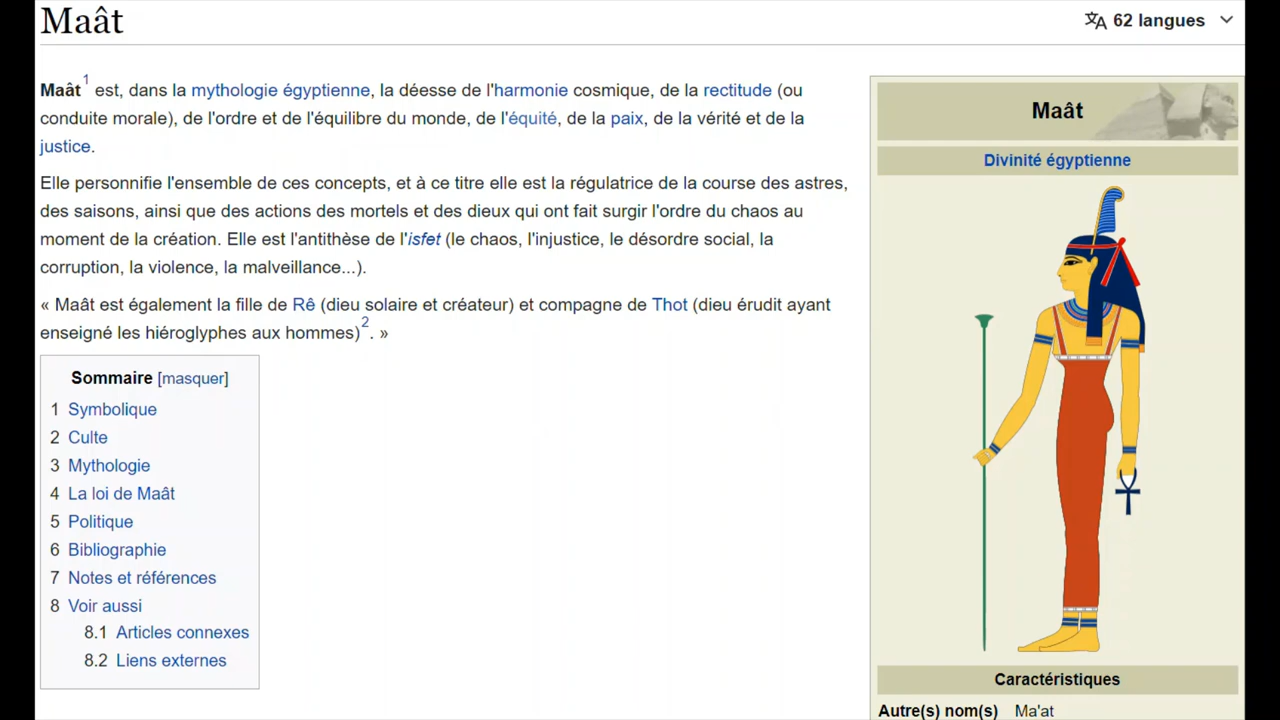 Maât
62 langues
Maât1 est, dans la mythologie égyptienne, la déesse de l'harmonie cosmique, de la rectitude (ou
conduite morale), de l'ordre et de l'équilibre du monde, de l'équité, de la paix, de la vérité et de la
justice.
Elle personnifie l'ensemble de ces concepts, et à ce titre elle est la régulatrice de la course des astres,
des saisons, ainsi que des actions des mortels et des dieux qui ont fait surgir l'ordre du chaos au
moment de la création. Elle est l'antithèse de l'isfet (le chaos, l'injustice, le désordre social, la
corruption, la violence, la malveillance...).
« Maât est également la fille de Rê (dieu solaire et créateur) et compagne de Thot (dieu érudit ayant
enseigné les hiéroglyphes aux hommes)2. »
Sommaire [masquer]
1 Symbolique
2 Culte
3 Mythologie
4 La loi de Maât
5 Politique
6 Bibliographie
7 Notes et références
8 Voir aussi
8.1 Articles connexes
8.2 Liens externes
Maât
Divinité égyptienne
Caractéristiques
Autre(s) nom(s) Ma'at